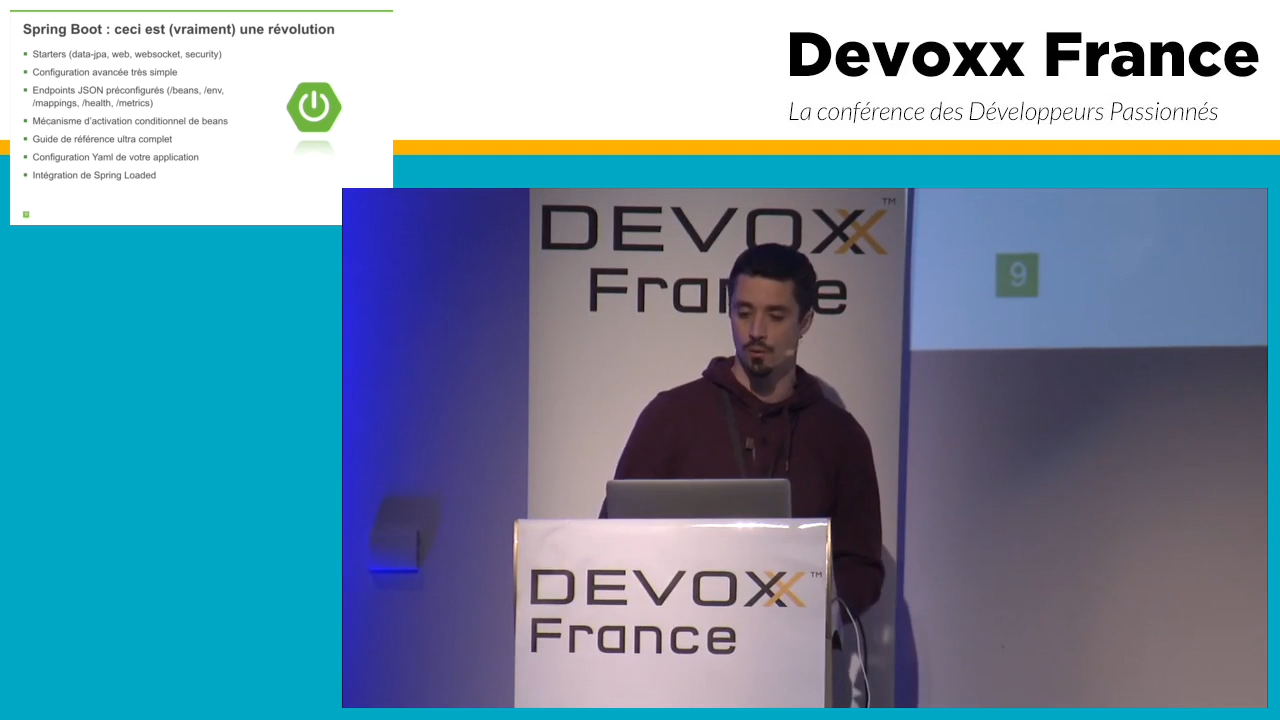 Spring Boot : ceci est (vraiment) une révolution
Starters (data-jpa, web, websocket, security)
Configuration avancée très simple
Endpoints JSON préconfigurés (/beans, /env,
/mappings, /health, /metrics)
Mécanisme d'activation conditionnel de beans
Guide de référence ultra complet
Configuration Yaml de votre application
Intégration de Spring Loaded
Devoxx France
La conférence des Développeurs Passionnés
DEVOXX™
France
9
DEVOXX™
France